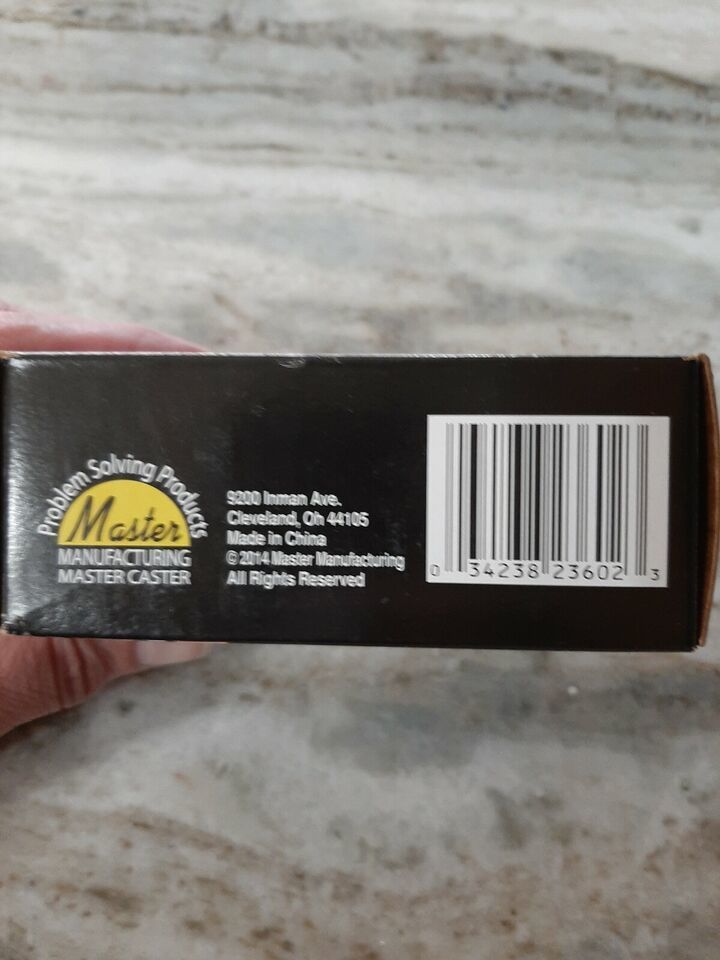 Problem Solving Products
Master
MANUFACTURING
MASTER CASTER
9200 Inman Ave.
Cleveland, Oh 44105
Made in China
© 2014 Master Manufacturing
All Rights Reserved
0 34238 23602 3